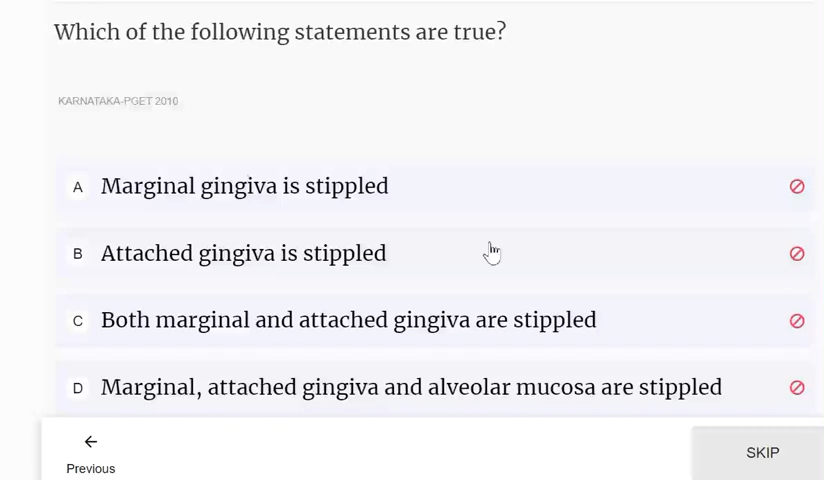 Which of the following statements are true?
KARNATAKA-PGET 2010
A Marginal gingiva is stippled
B Attached gingiva is stippled
C Both marginal and attached gingiva are stippled
D Marginal, attached gingiva and alveolar mucosa are stippled
Previous
SKIP